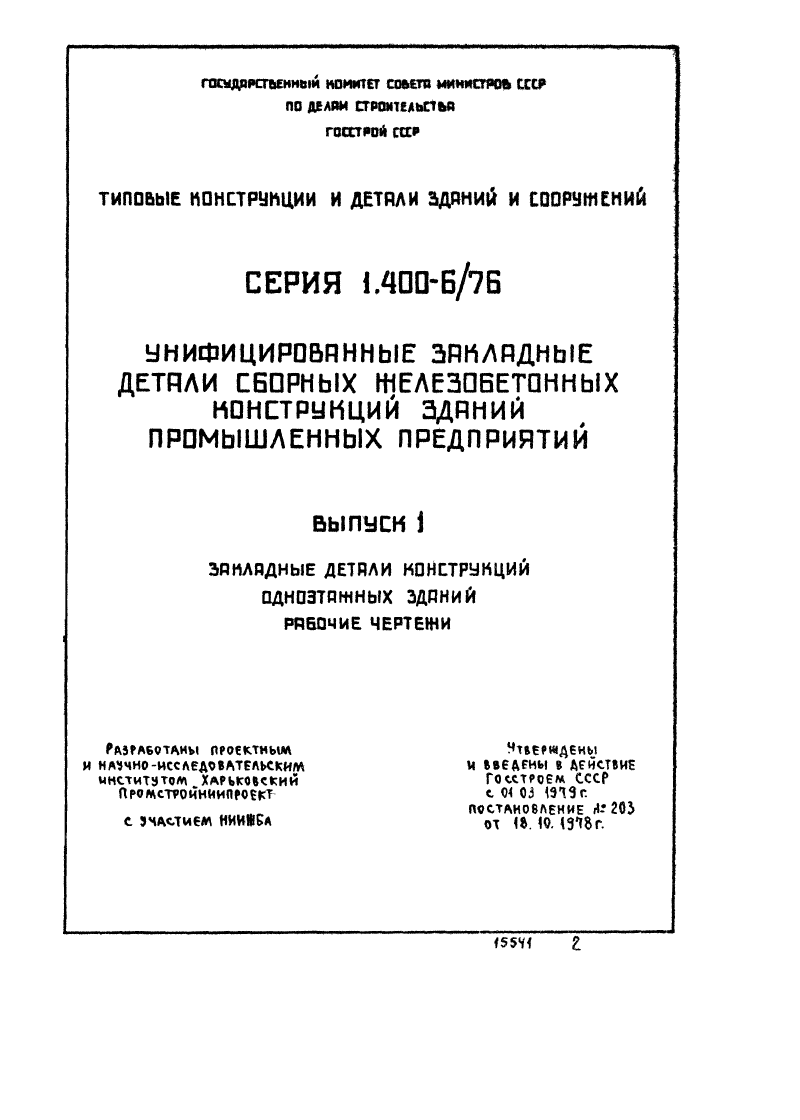 ГОСУДАРСТВЕННЫЙ КОМИТЕТ СОВЕТА МИНИСТРОВ СССР
ПО ДЕЛАМ СТРОИТЕЛЬСТВА
ГОССТРОЙ СССР
ТИПОВЫЕ КОНСТРУКЦИИ И ДЕТАЛИ ЗДАНИЙ И СООРУЖЕНИЙ
СЕРИЯ 1.400-6/76
УНИФИЦИРОВАННЫЕ ЗАКЛАДНЫЕ
ДЕТАЛИ СБОРНЫХ ЖЕЛЕЗОБЕТОННЫХ
КОНСТРУКЦИЙ ЗДАНИЙ
ПРОМЫШЛЕННЫХ ПРЕДПРИЯТИЙ
ВЫПУСК 1
ЗАКЛАДНЫЕ ДЕТАЛИ КОНСТРУКЦИЙ
ОДНОЭТАЖНЫХ ЗДАНИЙ
РАБОЧИЕ ЧЕРТЕЖИ
РАЗРАБОТАНЫ ПРОЕКТНЫМ
И НАУЧНО-ИССЛЕДОВАТЕЛЬСКИМ
ИНСТИТУТОМ ХАРЬКОВСКИЙ
ПРОМСТРОЙНИИПРОЕКТ
С УЧАСТИЕМ НИИЖБА
УТВЕРЖДЕНЫ
И ВВЕДЕНЫ В ДЕЙСТВИЕ
ГОССТРОЕМ СССР
С 01 03 1979 г.
ПОСТАНОВЛЕНИЕ № 203
ОТ 18. 10. 1978 г.
15541 2